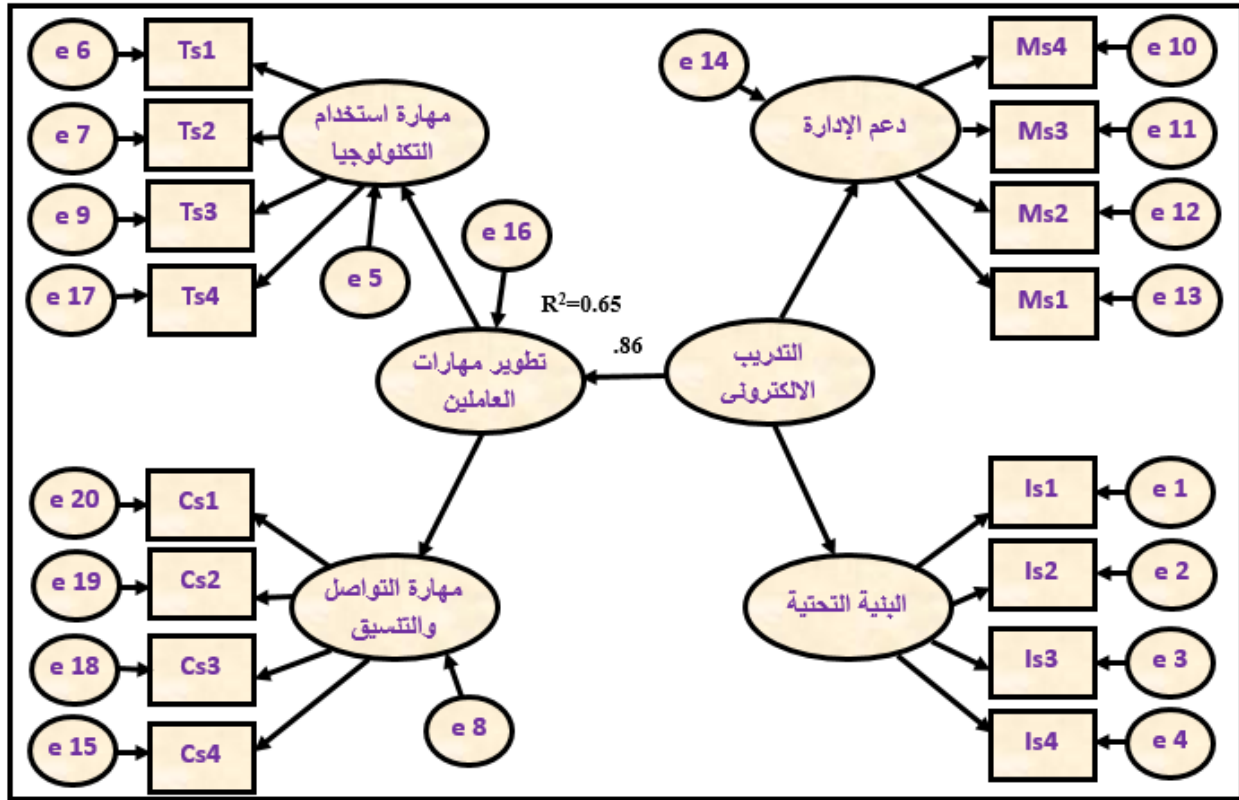 e 6
Ts1
e 7
Ts2
e 9
Ts3
e 17
Ts4
مهارة استخدام
التكنولوجيا
e 5
e 16
e 14
دعم الإدارة
Ms4
e 10
Ms3
e 11
Ms2
e 12
Ms1
e 13
R²=0.65
.86
تطوير مهارات
العاملين
التدريب
الالكترونى
e 20
Cs1
e 19
Cs2
e 18
Cs3
e 15
Cs4
مهارة التواصل
والتنسيق
e 8
البنية التحتية
Is1
e 1
Is2
e 2
Is3
e 3
Is4
e 4